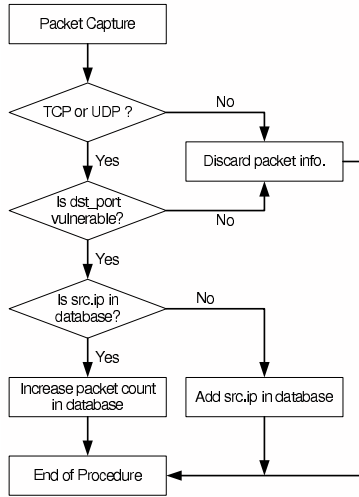 Packet Capture
TCP or UDP ?
No
Yes
Discard packet info.
Is dst_port
vulnerable?
No
Yes
Is src.ip in
database?
No
Yes
Increase packet count
in database
Add src.ip in database
End of Procedure